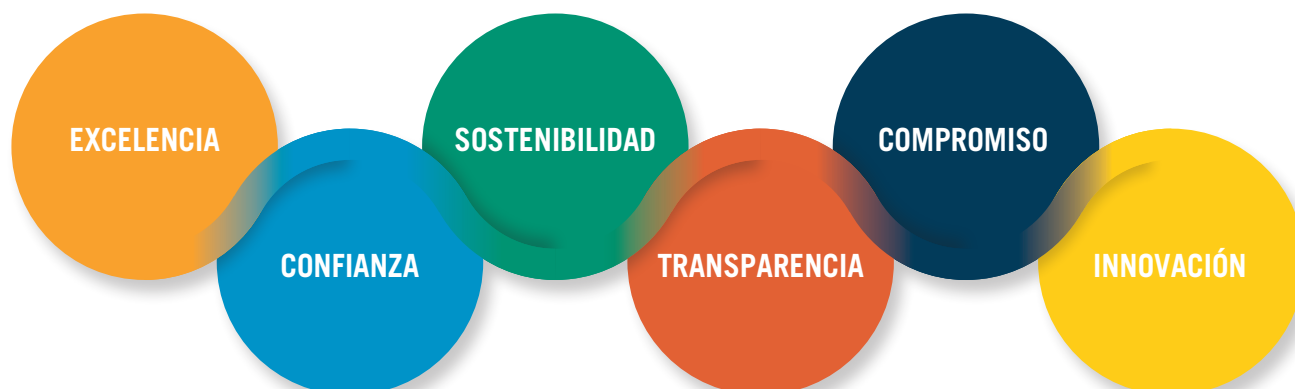 EXCELENCIA
CONFIANZA
SOSTENIBILIDAD
TRANSPARENCIA
COMPROMISO
INNOVACIÓN